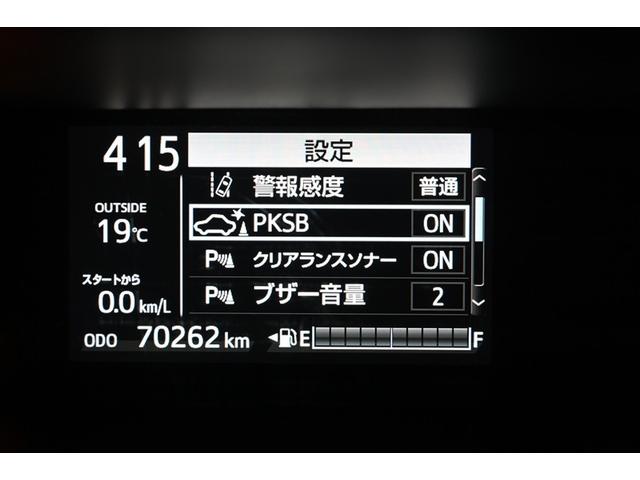 4 15
設定
警報感度 普通
OUTSIDE
19℃
PKSB ON
P クリアランスソナー ON
スタートから
0.0 km/L
P ブザー音量 2
ODO 70262 km
E F